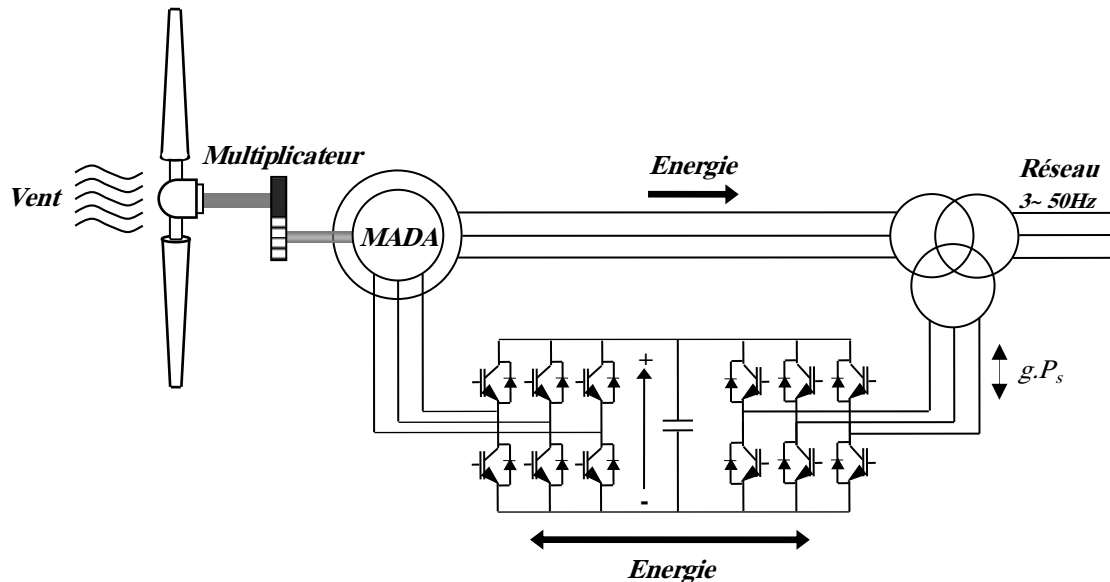 Multiplicateur
Vent
MADA
Energie
Réseau
3~ 50Hz
+
-
g.Pₛ
Energie